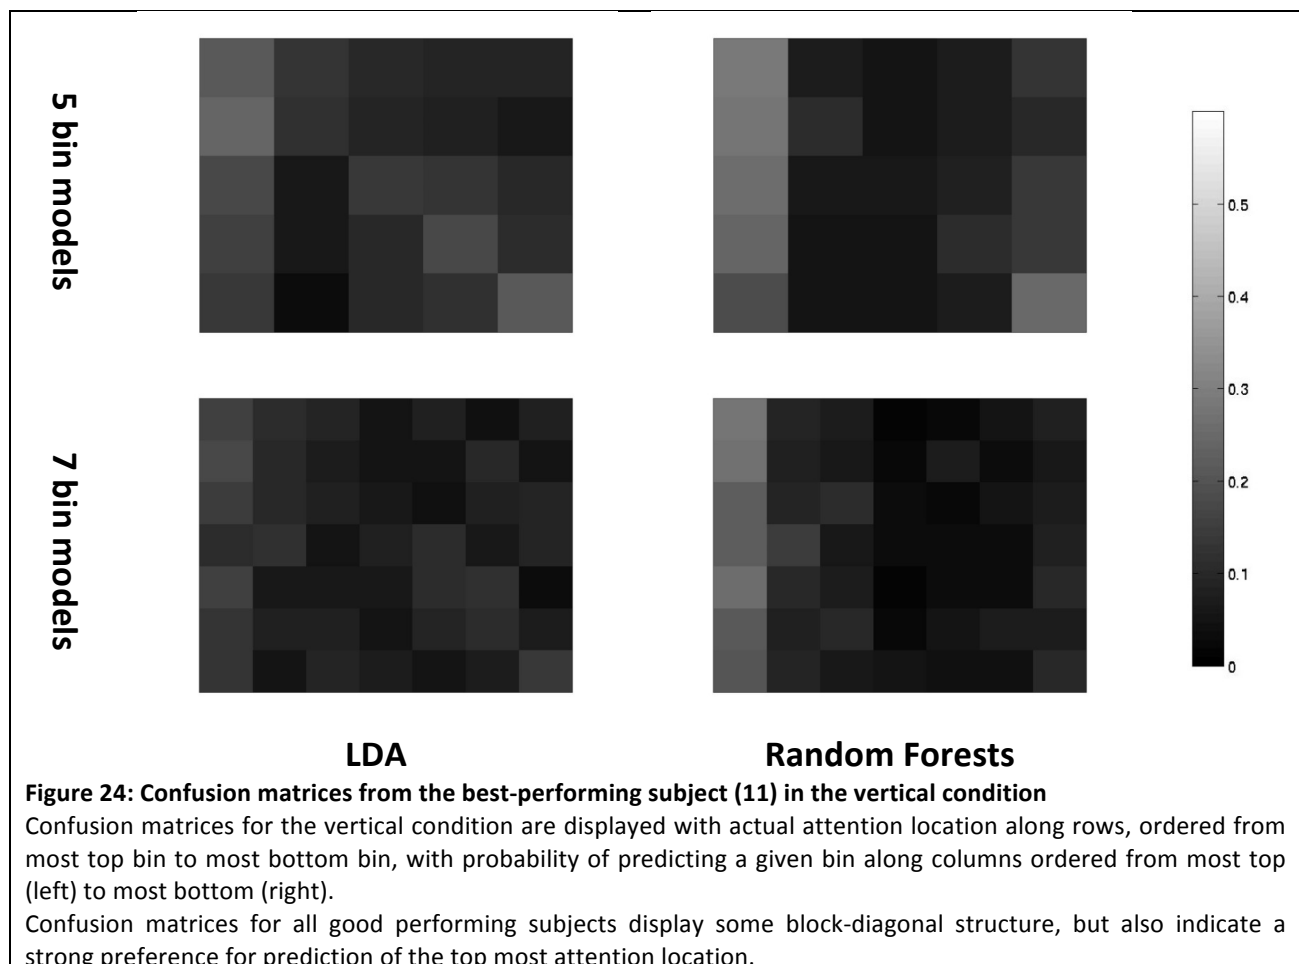 5 bin models
0.5
0.4
0.3
0.2
0.1
0
7 bin models
LDA
Random Forests
Figure 24: Confusion matrices from the best-performing subject (11) in the vertical condition
Confusion matrices for the vertical condition are displayed with actual attention location along rows, ordered from
most top bin to most bottom bin, with probability of predicting a given bin along columns ordered from most top
(left) to most bottom (right).
Confusion matrices for all good performing subjects display some block-diagonal structure, but also indicate a
strong preference for prediction of the top most attention location.